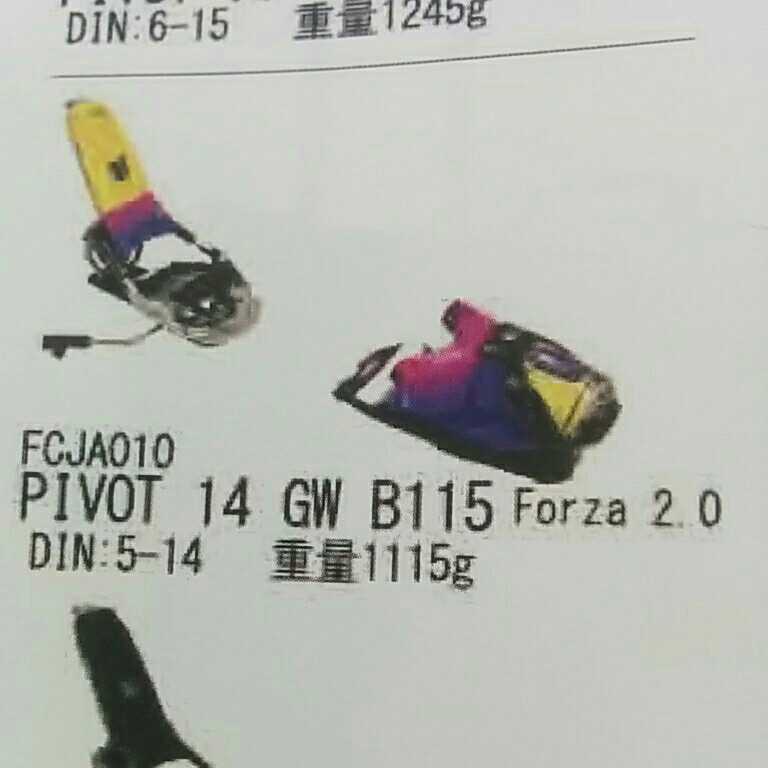 DIN:6-15 重量1245g
FCJA010
PIVOT 14 GW B115 Forza 2.0
DIN:5-14 重量1115g